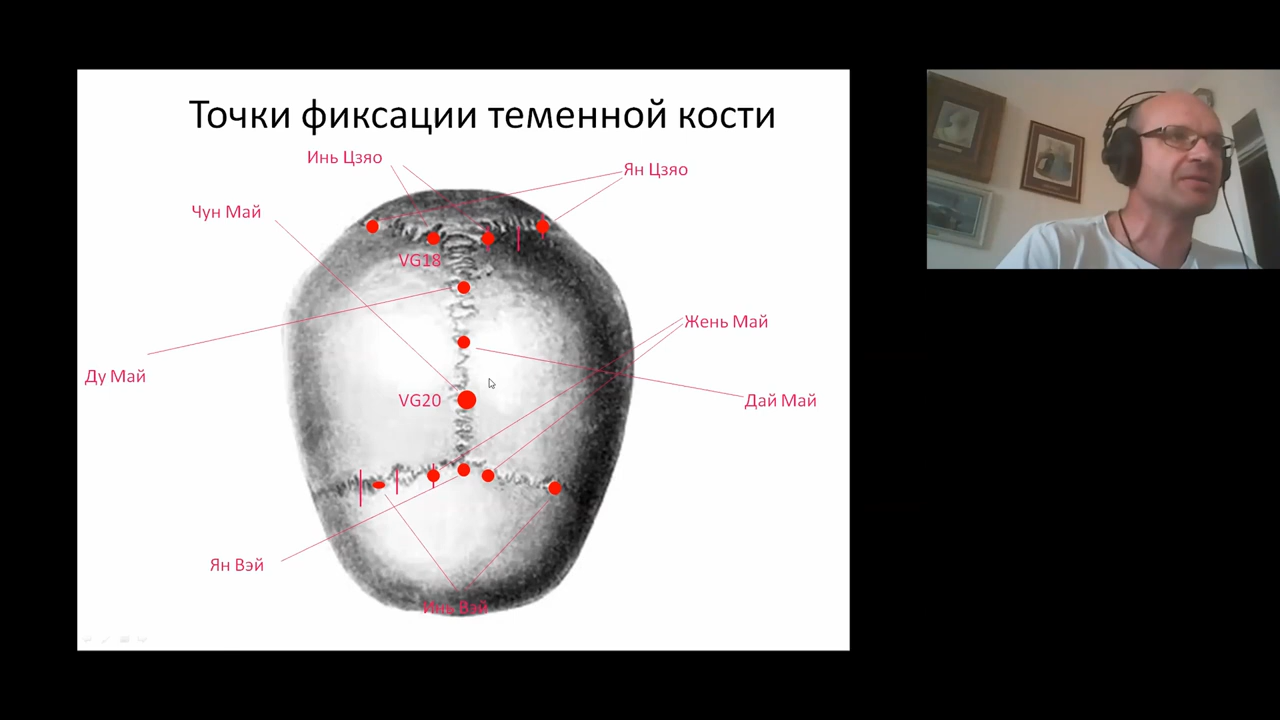 Точки фиксации теменной кости
Инь Цзяо
Ян Цзяо
Чун Май
VG18
Жень Май
Ду Май
VG20
Дай Май
Ян Вэй
Инь Вэй